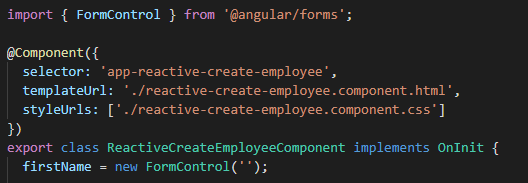 import { FormControl } from '@angular/forms';
@Component({
  selector: 'app-reactive-create-employee',
  templateUrl: './reactive-create-employee.component.html',
  styleUrls: ['./reactive-create-employee.component.css']
})
export class ReactiveCreateEmployeeComponent implements OnInit {
  firstName = new FormControl('');